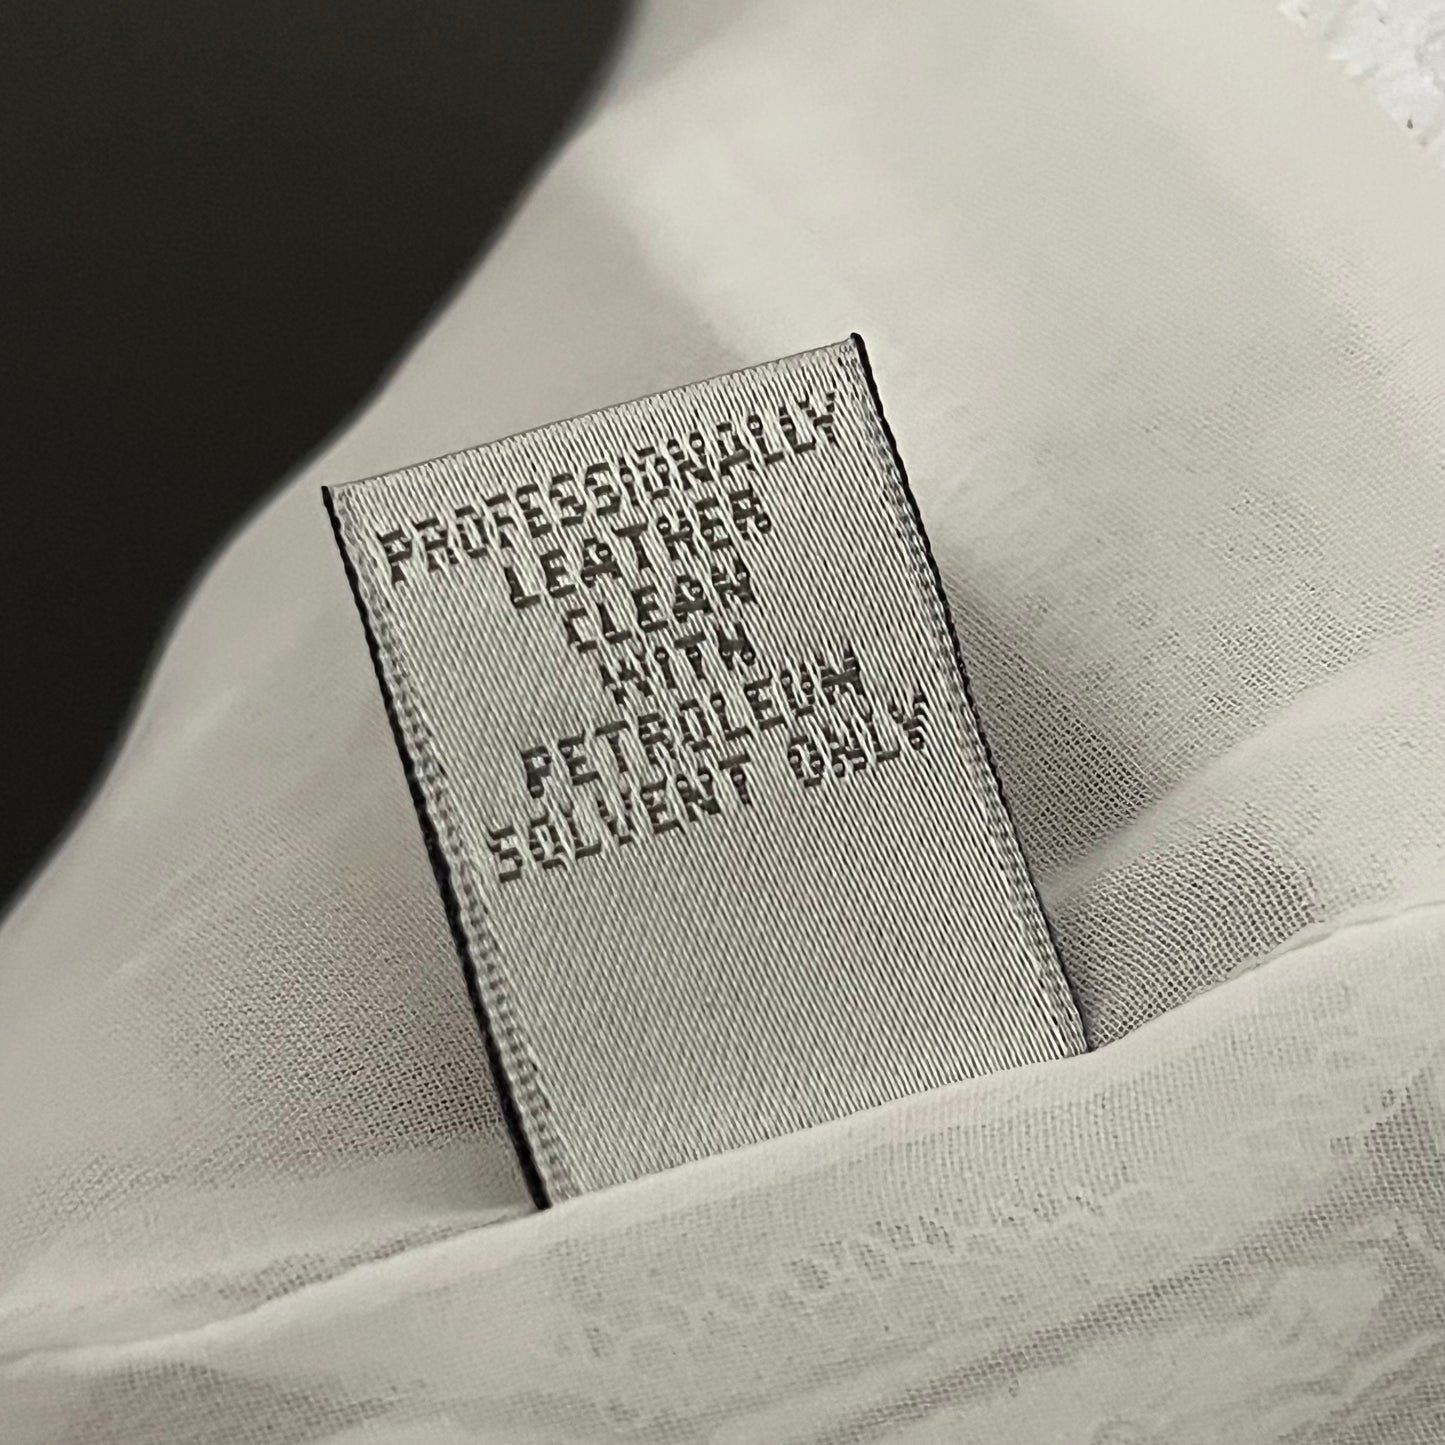 PROFESSIONALLY
LEATHER
CLEAN
WITH
PETROLEUM
SOLVENT ONLY